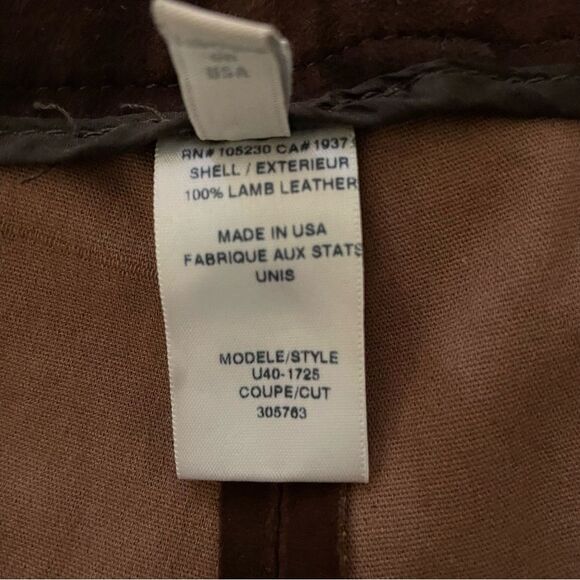 USA
RN# 105230 CA# 1937
SHELL / EXTERIEUR
100% LAMB LEATHER
MADE IN USA
FABRIQUE AUX STATS
UNIS
MODELE/STYLE
U40-1725
COUPE/CUT
305763